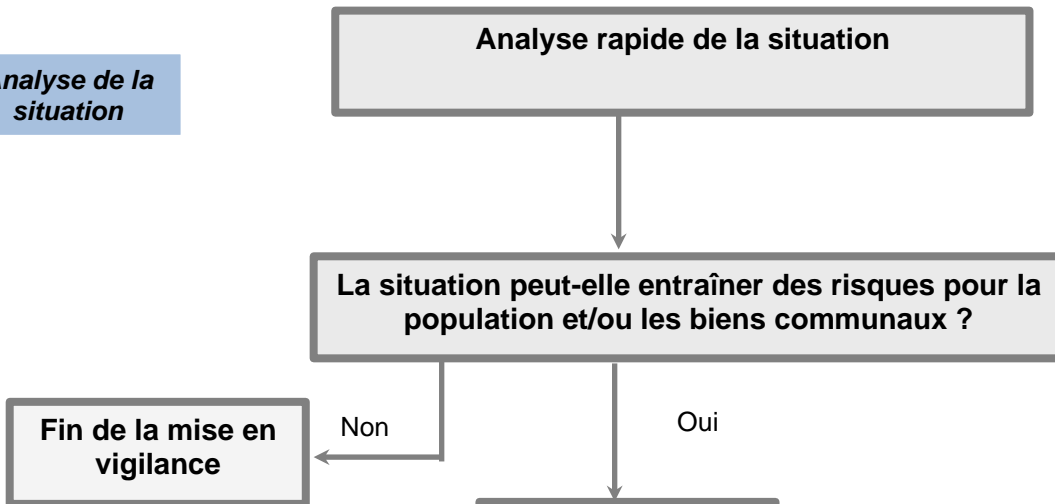 Analyse rapide de la situation
Analyse de la
situation
La situation peut-elle entraîner des risques pour la
population et/ou les biens communaux ?
Non
Oui
Fin de la mise en
vigilance